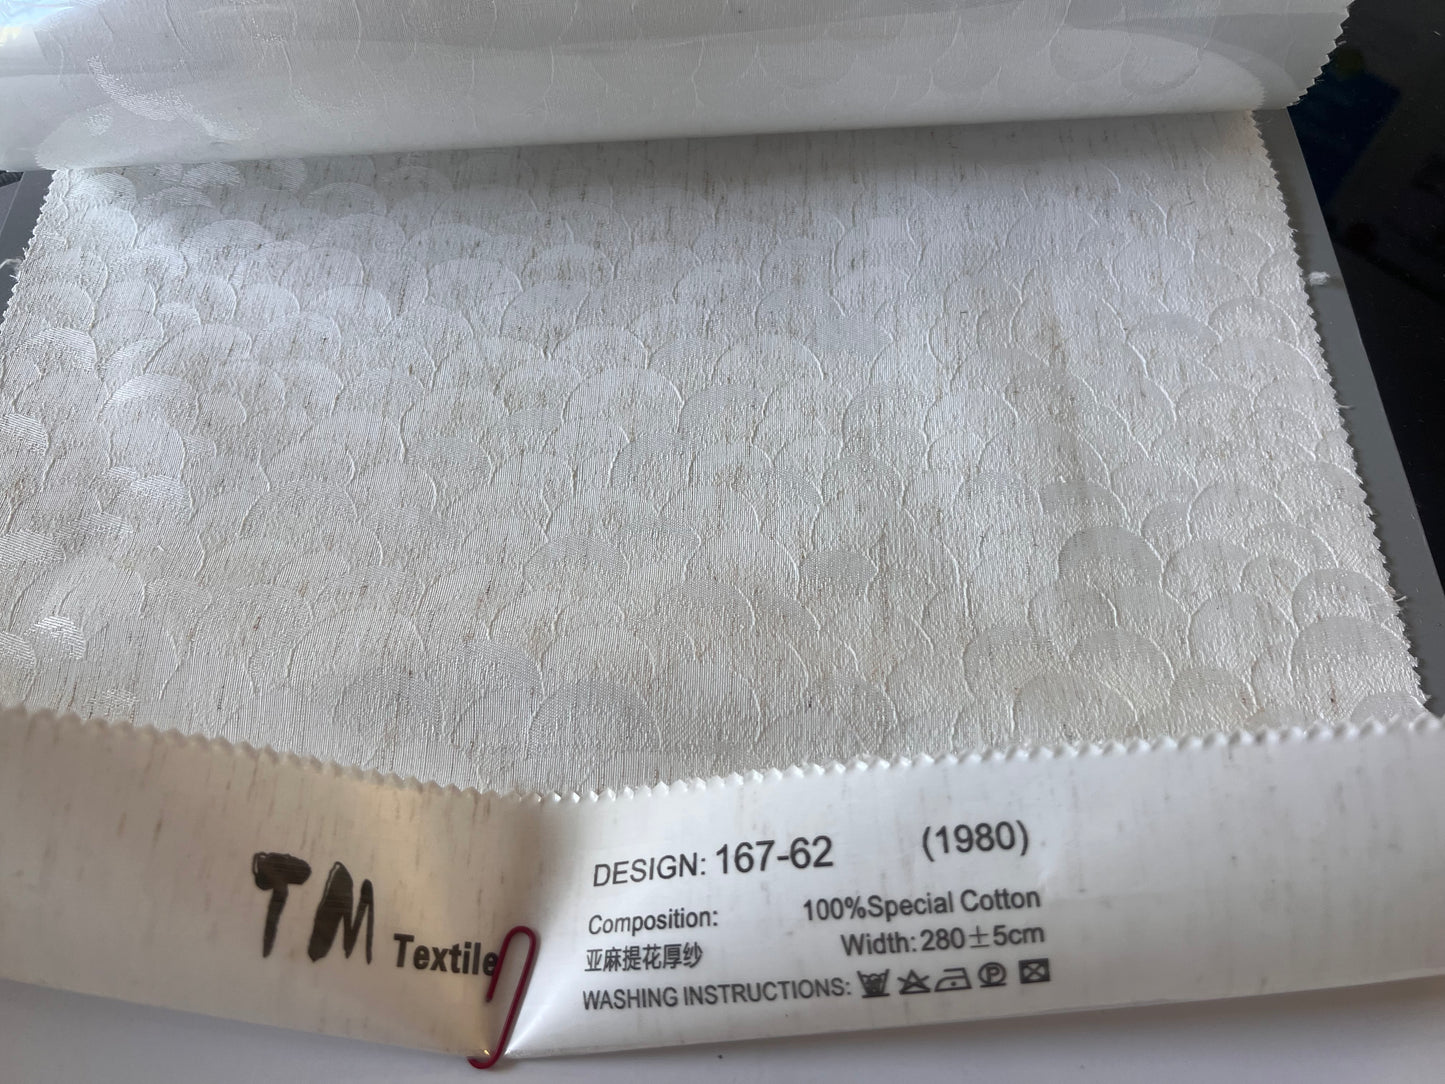 TM Textile
DESIGN: 167-62 (1980)
Composition: 100%Special Cotton
亚麻提花厚纱 Width: 280±5cm
WASHING INSTRUCTIONS: